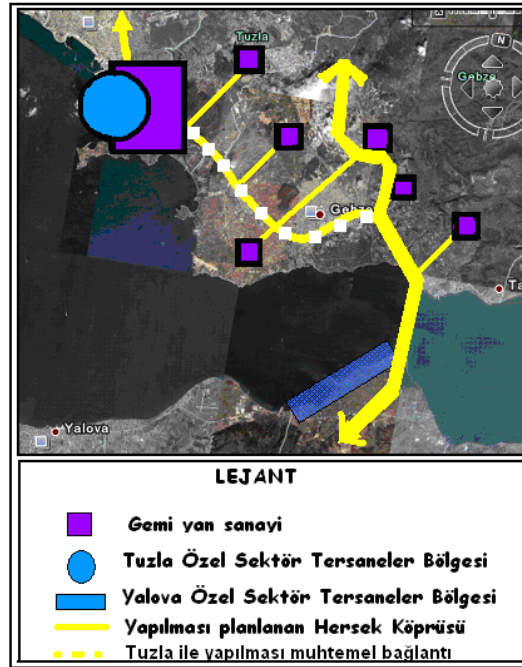 N
Tuzla
Gebze
Gebze
Ta
Yalova
LEJANT
Gemi yan sanayi
Tuzla Özel Sektör Tersaneler Bölgesi
Yalova Özel Sektör Tersaneler Bölgesi
Yapılması planlanan Hersek Köprüsü
Tuzla ile yapılması muhtemel bağlantı